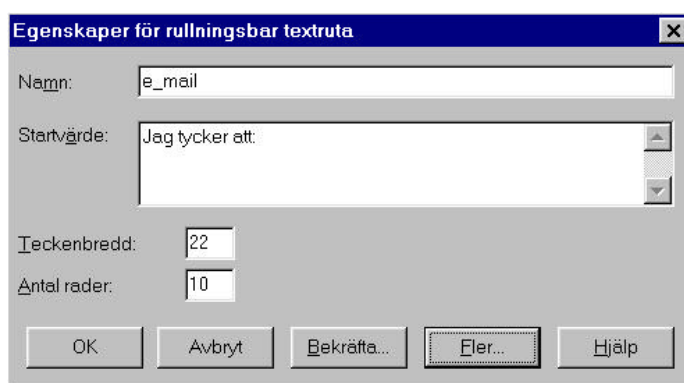 Egenskaper för rullningsbar textruta
Namn: e_mail
Startvärde: Jag tycker att:
Teckenbredd: 22
Antal rader: 10
OK Avbryt Bekräfta... Fler... Hjälp